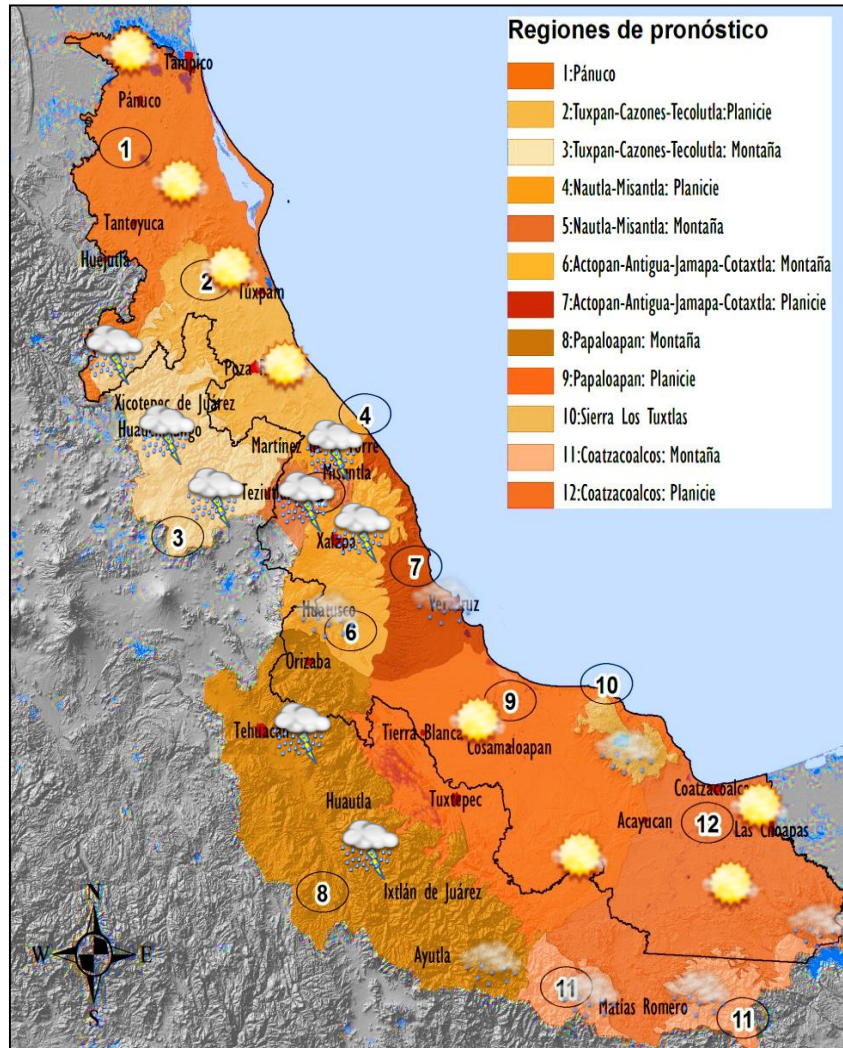 Regiones de pronóstico
1:Pánuco
2:Tuxpan-Cazones-Tecolutla:Planicie
3:Tuxpan-Cazones-Tecolutla: Montaña
4:Nautla-Misantla: Planicie
5:Nautla-Misantla: Montaña
6:Actopan-Antigua-Jamapa-Cotaxtla: Montaña
7:Actopan-Antigua-Jamapa-Cotaxtla: Planicie
8:Papaloapan: Montaña
9:Papaloapan: Planicie
10:Sierra Los Tuxtlas
11:Coatzacoalcos: Montaña
12:Coatzacoalcos: Planicie
Tampico
Pánuco
1
Tantoyuca
Huejutla
2
Túxpam
Poza
Xicotepec de Juárez
4
Martínez
Misantla
3
Xalapa
7
Huatusco
Veracruz
6
Orizaba
10
9
Tehuacán
Tierra Blanca
Cosamaloapan
Huautla
Tuxtepec
Coatzacoalca
Acayucan
12
Las Choapas
8
Ixtlán de Juárez
Ayutla
11
Matías Romero
11
N
W
E
S